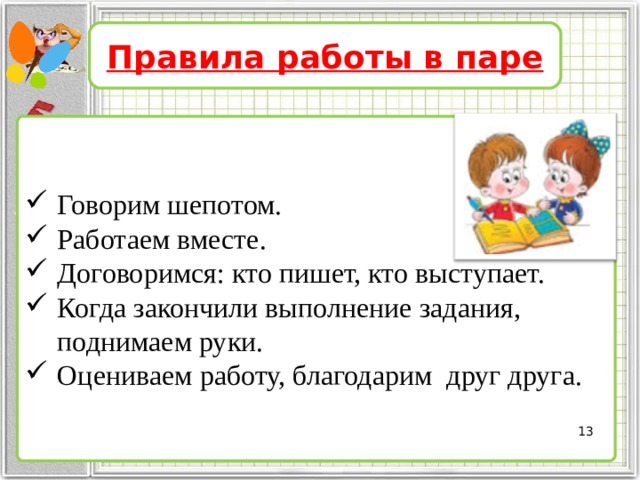 Правила работы в паре
✓ Говорим шепотом.
✓ Работаем вместе.
✓ Договоримся: кто пишет, кто выступает.
✓ Когда закончили выполнение задания,
поднимаем руки.
✓ Оцениваем работу, благодарим  друг друга.
13